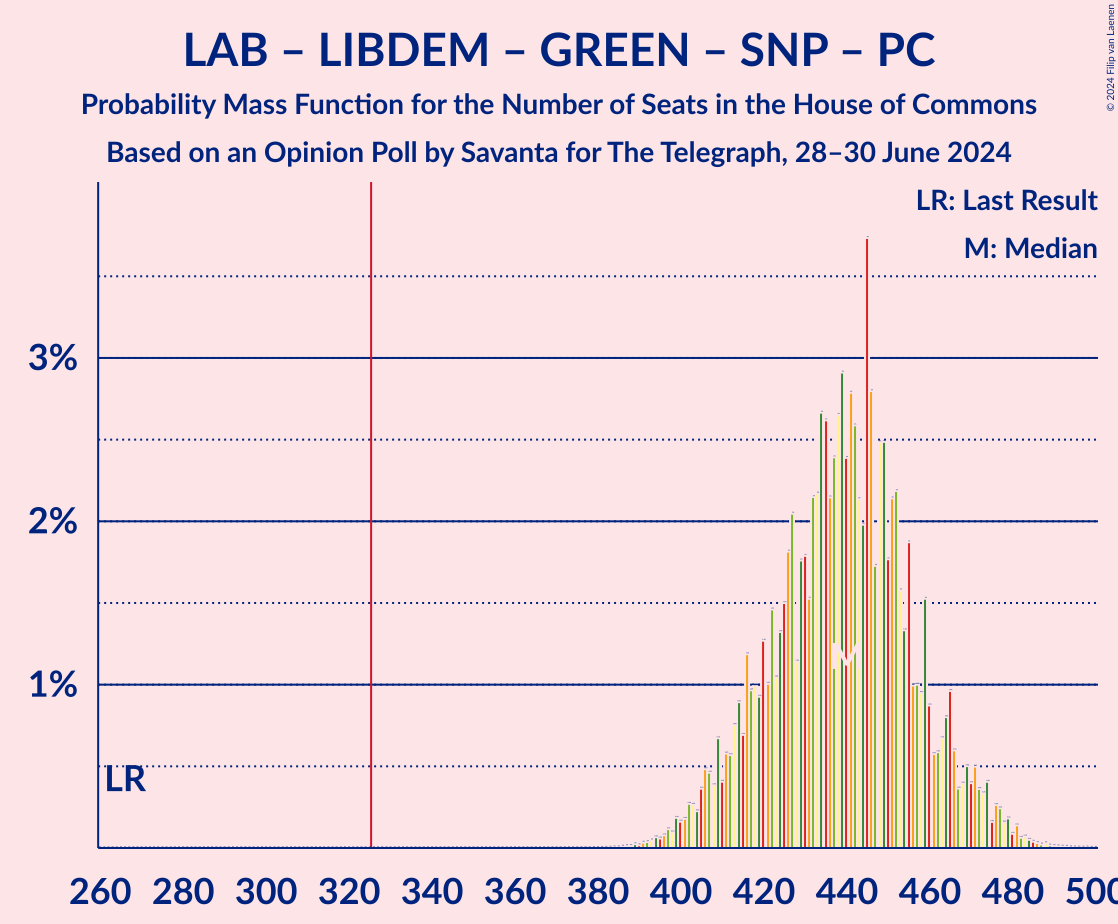 LAB – LIBDEM – GREEN – SNP – PC
Probability Mass Function for the Number of Seats in the House of Commons
Based on an Opinion Poll by Savanta for The Telegraph, 28–30 June 2024
© 2024 Filip van Laenen
LR: Last Result
M: Median
3%
2%
1%
M
LR
260 280 300 320 340 360 380 400 420 440 460 480 500